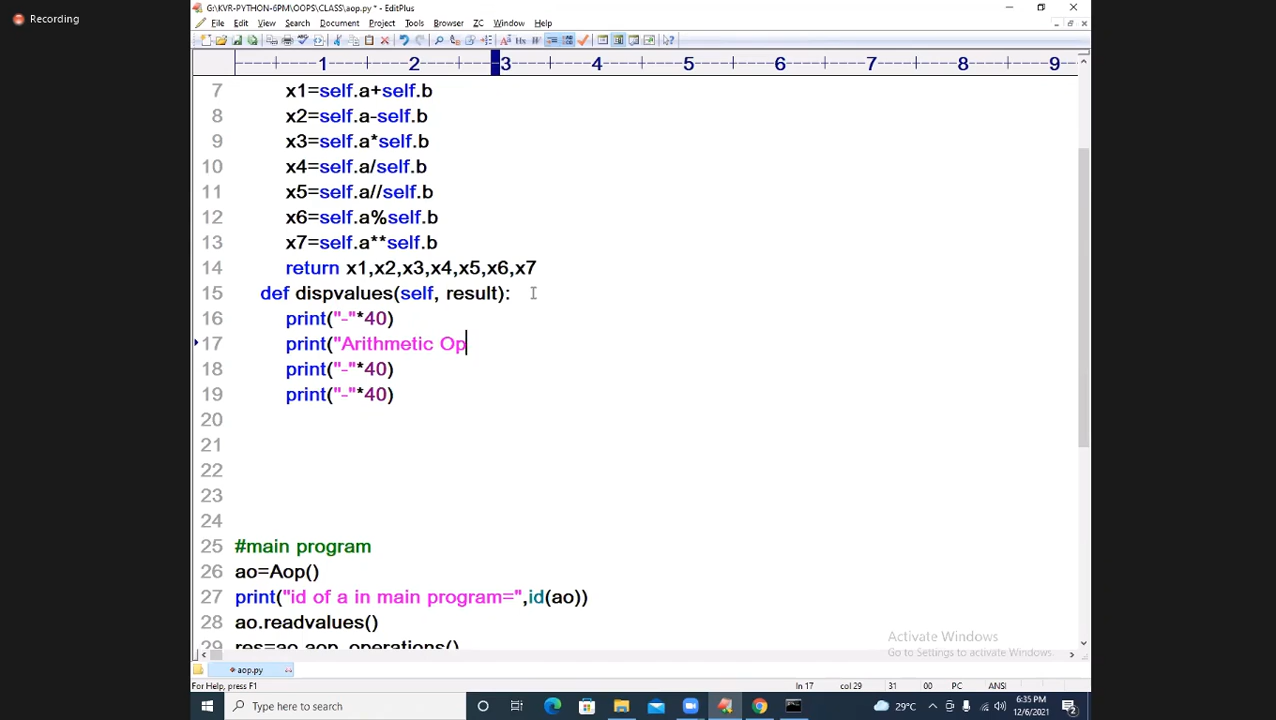 Recording
G:\KVR-PYTHON-6PM\OOPS\CLASS\aop.py * - EditPlus
File Edit View Search Document Project Tools Browser ZC Window Help
----+----1----+----2----+----3----+----4----+----5----+----6----+----7----+----8----+----9----+
7 x1=self.a+self.b
8 x2=self.a-self.b
9 x3=self.a*self.b
10 x4=self.a/self.b
11 x5=self.a//self.b
12 x6=self.a%self.b
13 x7=self.a**self.b
14 return x1,x2,x3,x4,x5,x6,x7
15 def dispvalues(self, result):
16 print("-"*40)
17 print("Arithmetic Op
18 print("-"*40)
19 print("-"*40)
20
21
22
23
24
25 #main program
26 ao=Aop()
27 print("id of a in main program=",id(ao))
28 ao.readvalues()
29 res=ao.aop_operations()
Activate Windows
Go to Settings to activate Windows.
aop.py
For Help, press F1 ln 17 col 29 31 00 PC ANSI
Type here to search
29°C
6:35 PM
12/6/2021
2